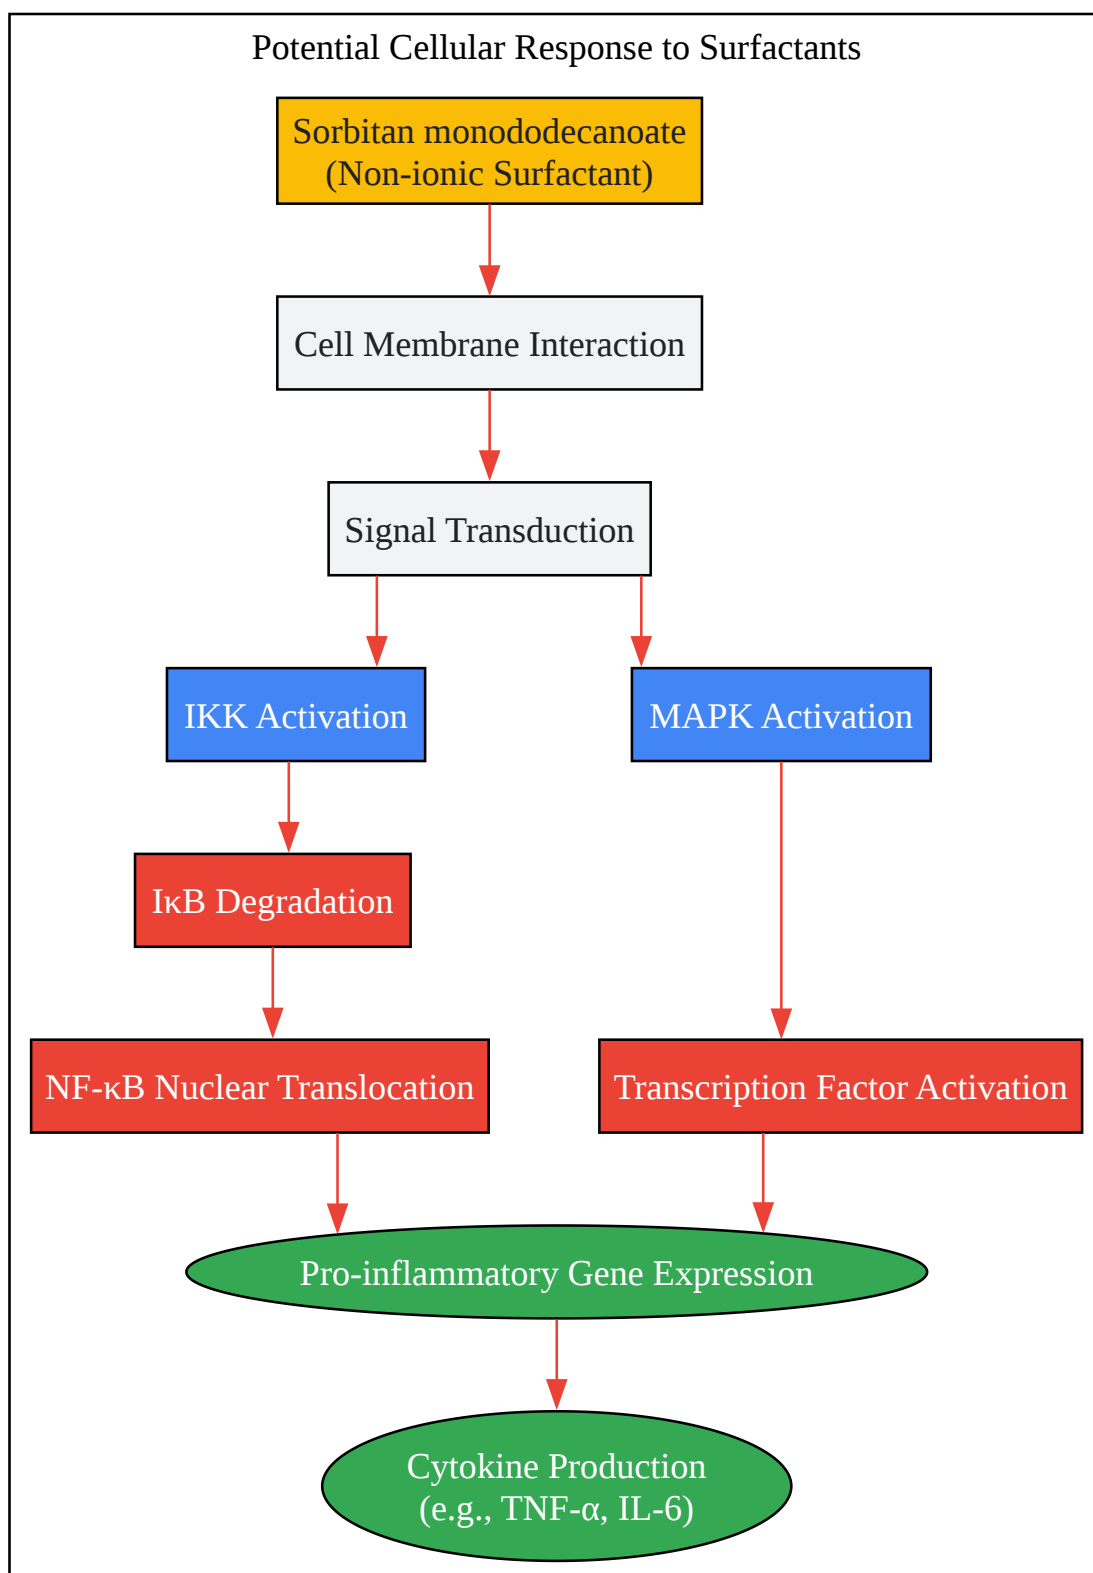 Potential Cellular Response to Surfactants
Sorbitan monododecanoate
(Non-ionic Surfactant)
Cell Membrane Interaction
Signal Transduction
IKK Activation
MAPK Activation
IκB Degradation
NF-κB Nuclear Translocation
Transcription Factor Activation
Pro-inflammatory Gene Expression
Cytokine Production
(e.g., TNF-α, IL-6)